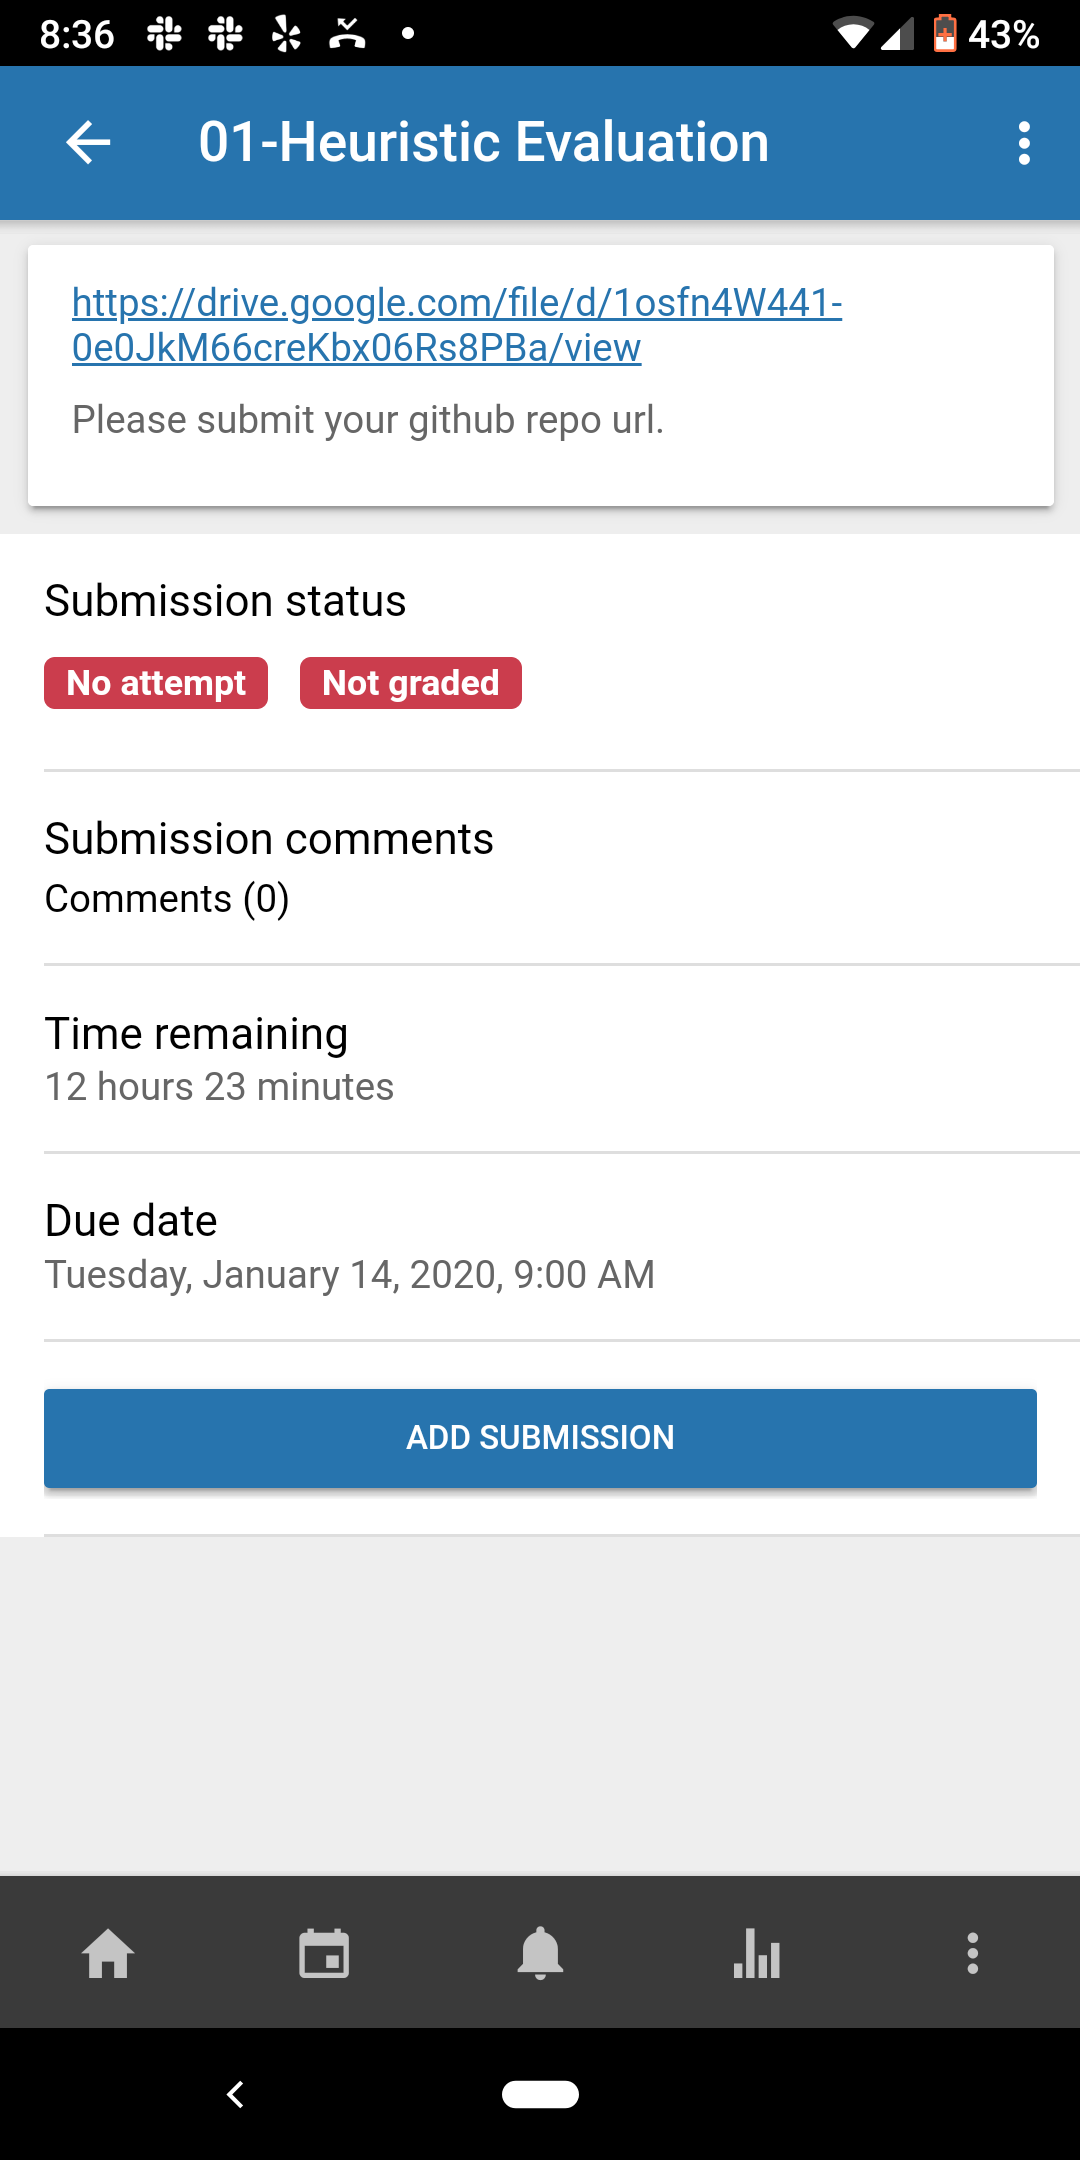 8:36
43%
01-Heuristic Evaluation
https://drive.google.com/file/d/1osfn4W441-
0e0JkM66creKbx06Rs8PBa/view
Please submit your github repo url.
Submission status
No attempt Not graded
Submission comments
Comments (0)
Time remaining
12 hours 23 minutes
Due date
Tuesday, January 14, 2020, 9:00 AM
ADD SUBMISSION